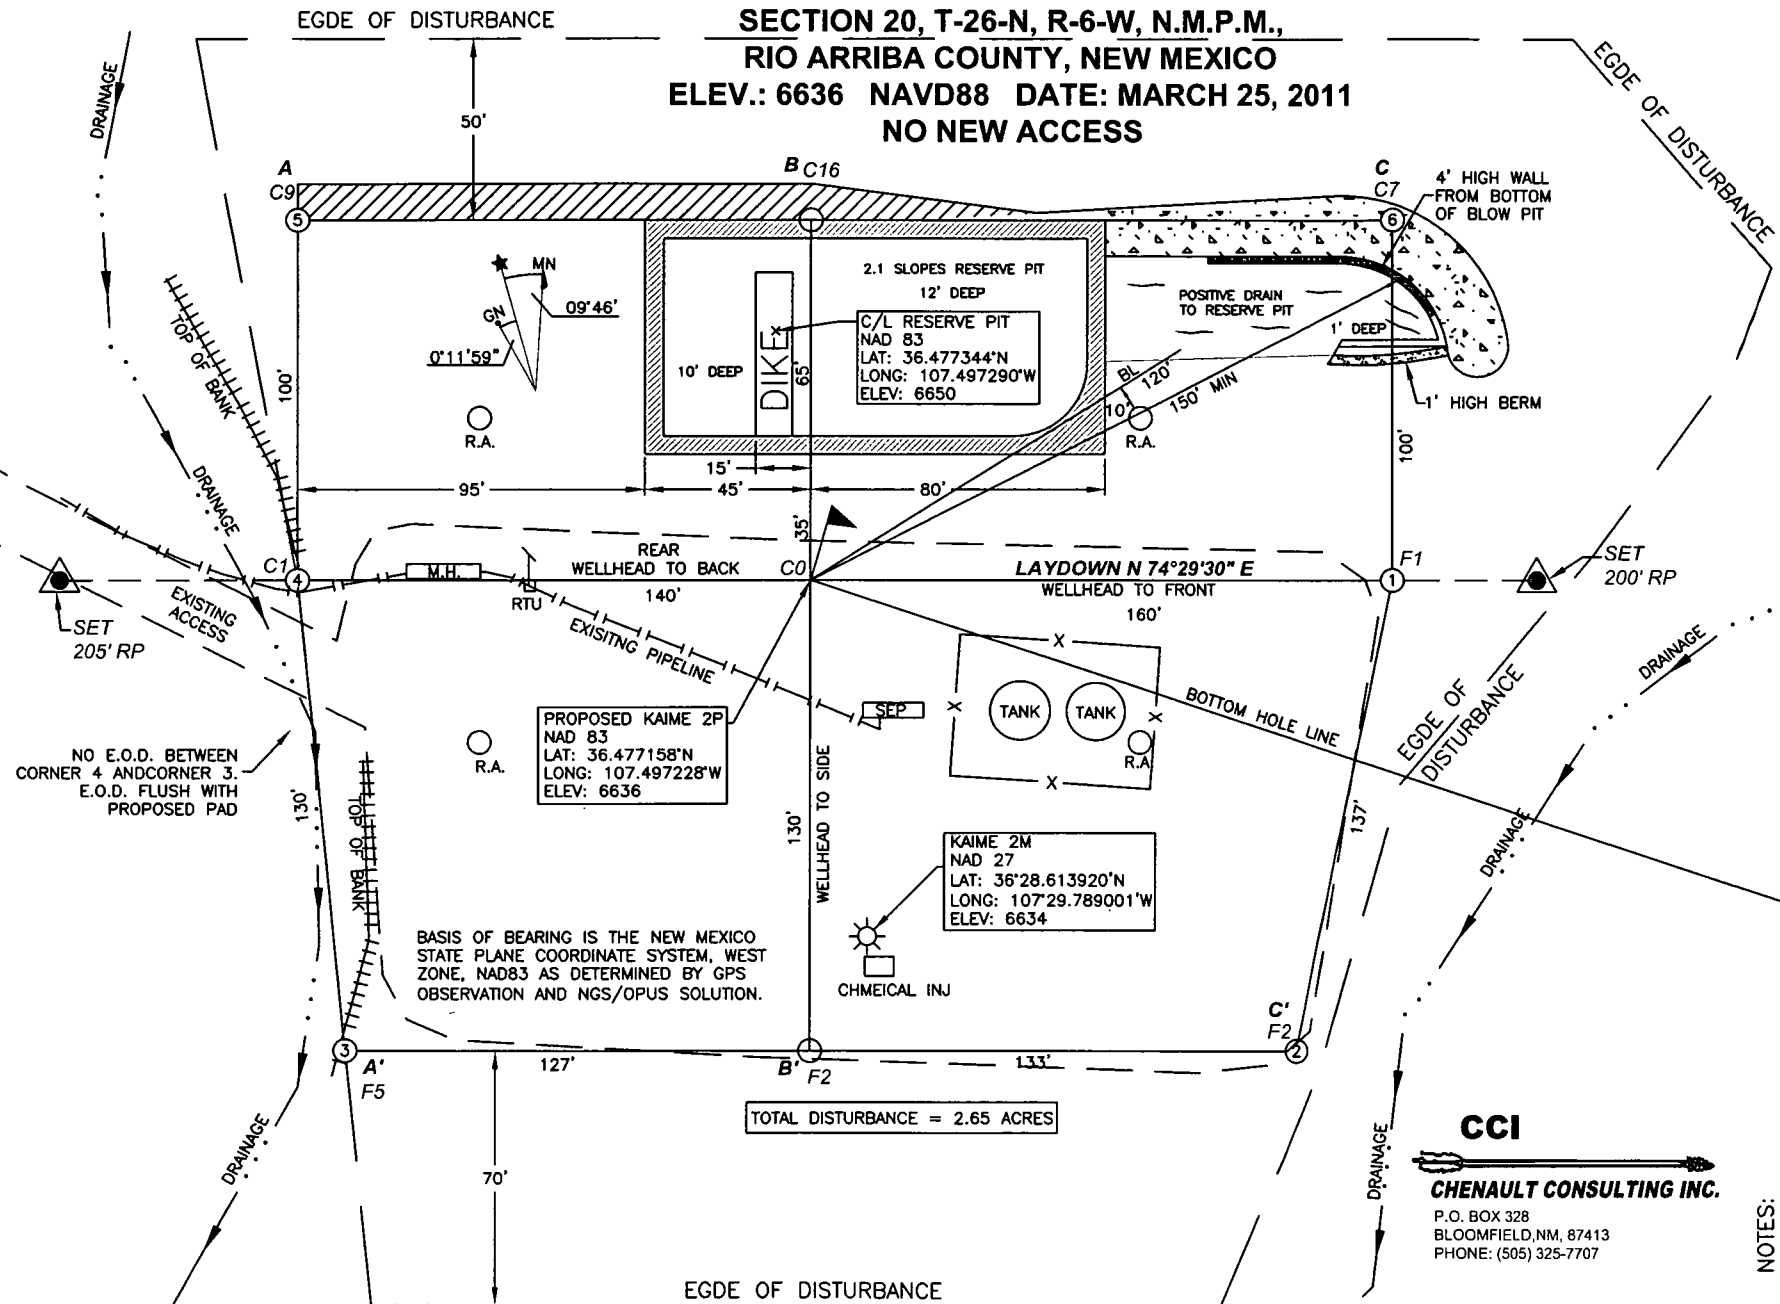 EGDE OF DISTURBANCE
SECTION 20, T-26-N, R-6-W, N.M.P.M.,
RIO ARRIBA COUNTY, NEW MEXICO
ELEV.: 6636 NAVD88 DATE: MARCH 25, 2011
NO NEW ACCESS
EGDE OF DISTURBANCE
DRAINAGE
50'
A
C9
5
B C16
C
C7
6
4' HIGH WALL
FROM BOTTOM
OF BLOW PIT
MN
09°46'
GN
0°11'59"
2.1 SLOPES RESERVE PIT
12' DEEP
C/L RESERVE PIT
NAD 83
LAT: 36.477344°N
LONG: 107.497290°W
ELEV: 6650
10' DEEP
DIKE
65'
POSITIVE DRAIN
TO RESERVE PIT
1' DEEP
1' HIGH BERM
BL
120'
150' MIN
10'
R.A.
R.A.
100'
100'
TOP OF BANK
DRAINAGE
15'
95'
45'
80'
35'
C1
4
M.H.
REAR
WELLHEAD TO BACK
140'
RTU
C0
LAYDOWN N 74°29'30" E
WELLHEAD TO FRONT
160'
F1
1
SET
200' RP
SET
205' RP
EXISTING
ACCESS
EXISITNG PIPELINE
SEP
TANK
TANK
X
X
X
X
R.A.
R.A
BOTTOM HOLE LINE
EGDE OF
DISTURBANCE
DRAINAGE
DRAINAGE
PROPOSED KAIME 2P
NAD 83
LAT: 36.477158°N
LONG: 107.497228°W
ELEV: 6636
NO E.O.D. BETWEEN
CORNER 4 ANDCORNER 3.
E.O.D. FLUSH WITH
PROPOSED PAD
130'
TOP OF BANK
130'
WELLHEAD TO SIDE
137'
KAIME 2M
NAD 27
LAT: 36°28.613920'N
LONG: 107°29.789001'W
ELEV: 6634
CHMEICAL INJ
BASIS OF BEARING IS THE NEW MEXICO
STATE PLANE COORDINATE SYSTEM, WEST
ZONE, NAD83 AS DETERMINED BY GPS
OBSERVATION AND NGS/OPUS SOLUTION.
3
A'
F5
127'
B'
F2
133'
C'
F2
2
TOTAL DISTURBANCE = 2.65 ACRES
DRAINAGE
70'
DRAINAGE
EGDE OF DISTURBANCE
CCI
CHENAULT CONSULTING INC.
P.O. BOX 328
BLOOMFIELD,NM, 87413
PHONE: (505) 325-7707
NOTES: